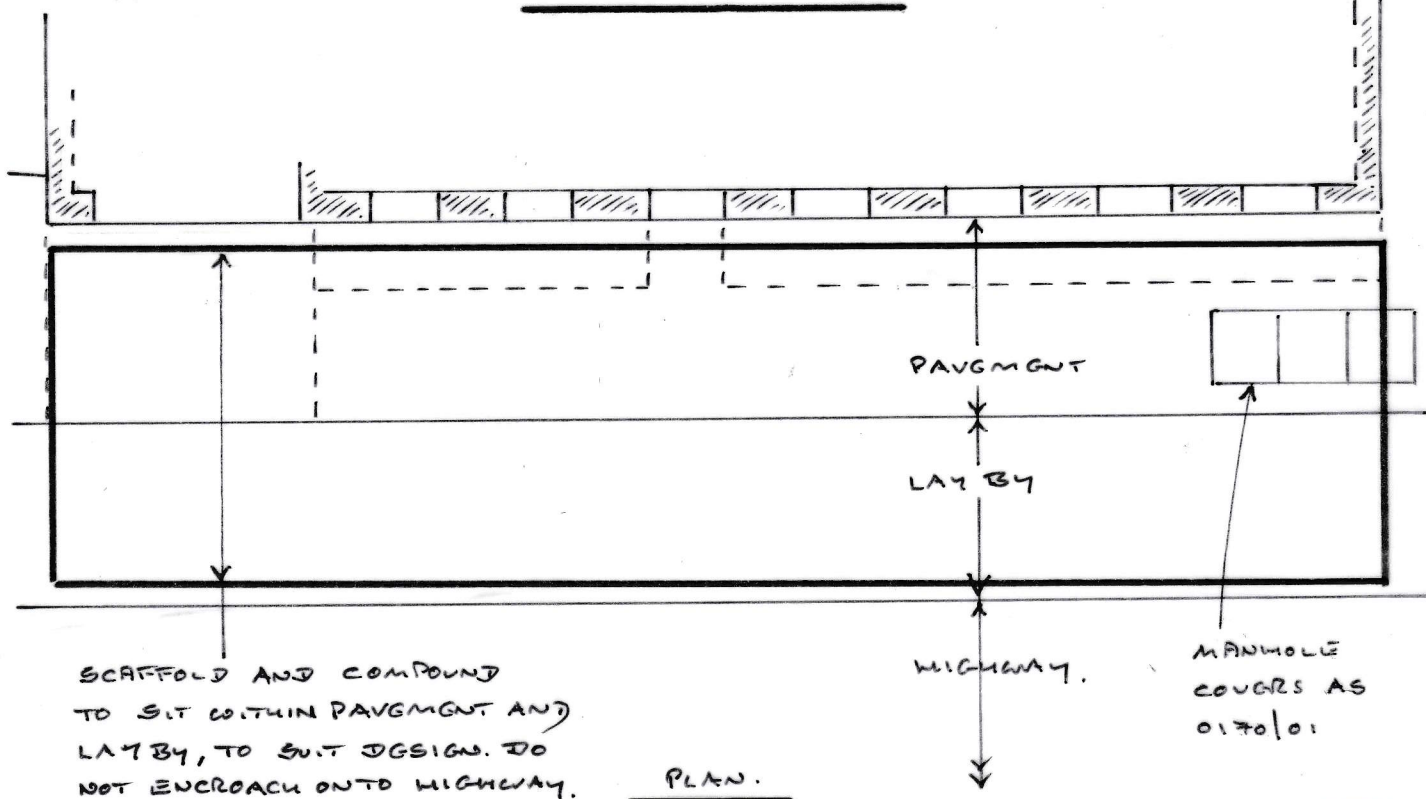 PAVEMENT
LAY BY
HIGHWAY.
SCAFFOLD AND COMPOUND
TO SIT WITHIN PAVEMENT AND
LAY BY, TO SUIT DESIGN. DO
NOT ENCROACH ONTO HIGHWAY.
PLAN.
MANHOLE
COVERS AS
0170/01